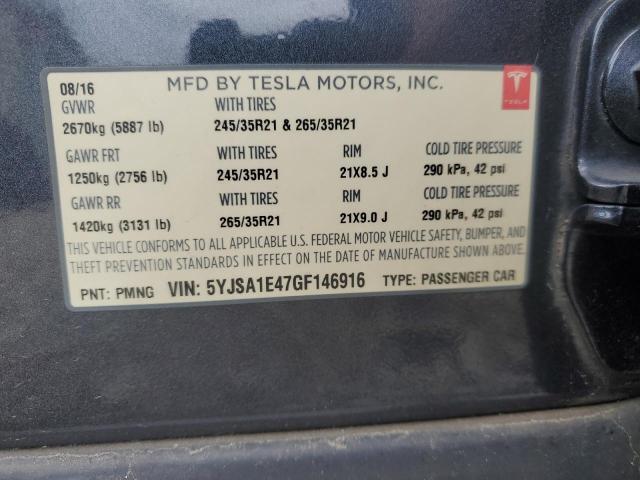 08/16 MFD BY TESLA MOTORS, INC. TESLA
GVWR WITH TIRES
2670kg (5887 lb) 245/35R21 & 265/35R21
GAWR FRT WITH TIRES RIM COLD TIRE PRESSURE
1250kg (2756 lb) 245/35R21 21X8.5 J 290 kPa, 42 psi
GAWR RR WITH TIRES RIM COLD TIRE PRESSURE
1420kg (3131 lb) 265/35R21 21X9.0 J 290 kPa, 42 psi
THIS VEHICLE CONFORMS TO ALL APPLICABLE U.S. FEDERAL MOTOR VEHICLE SAFETY, BUMPER, AND
THEFT PREVENTION STANDARDS IN EFFECT ON THE DATE OF MANUFACTURE SHOWN ABOVE.
PNT: PMNG VIN: 5YJSA1E47GF146916 TYPE: PASSENGER CAR